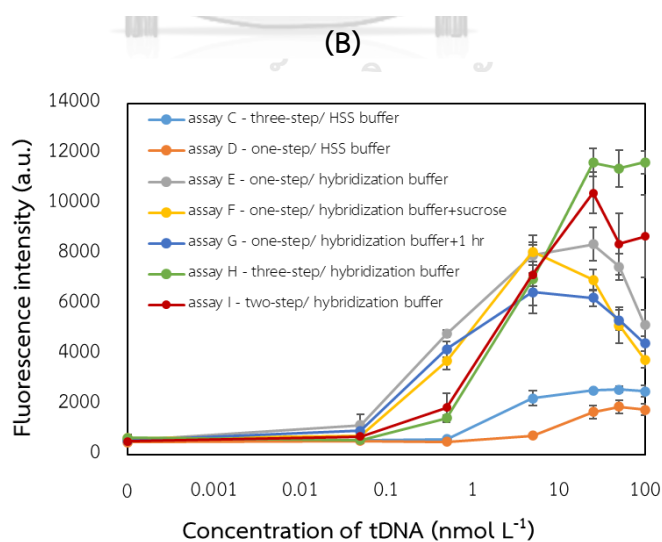 (B)
14000
12000
10000
8000
6000
4000
2000
0
Fluorescence intensity (a.u.)
assay C - three-step/ HSS buffer
assay D - one-step/ HSS buffer
assay E - one-step/ hybridization buffer
assay F - one-step/ hybridization buffer+sucrose
assay G - one-step/ hybridization buffer+1 hr
assay H - three-step/ hybridization buffer
assay I - two-step/ hybridization buffer
0 0.001 0.01 0.1 1 10 100
Concentration of tDNA (nmol L⁻¹)